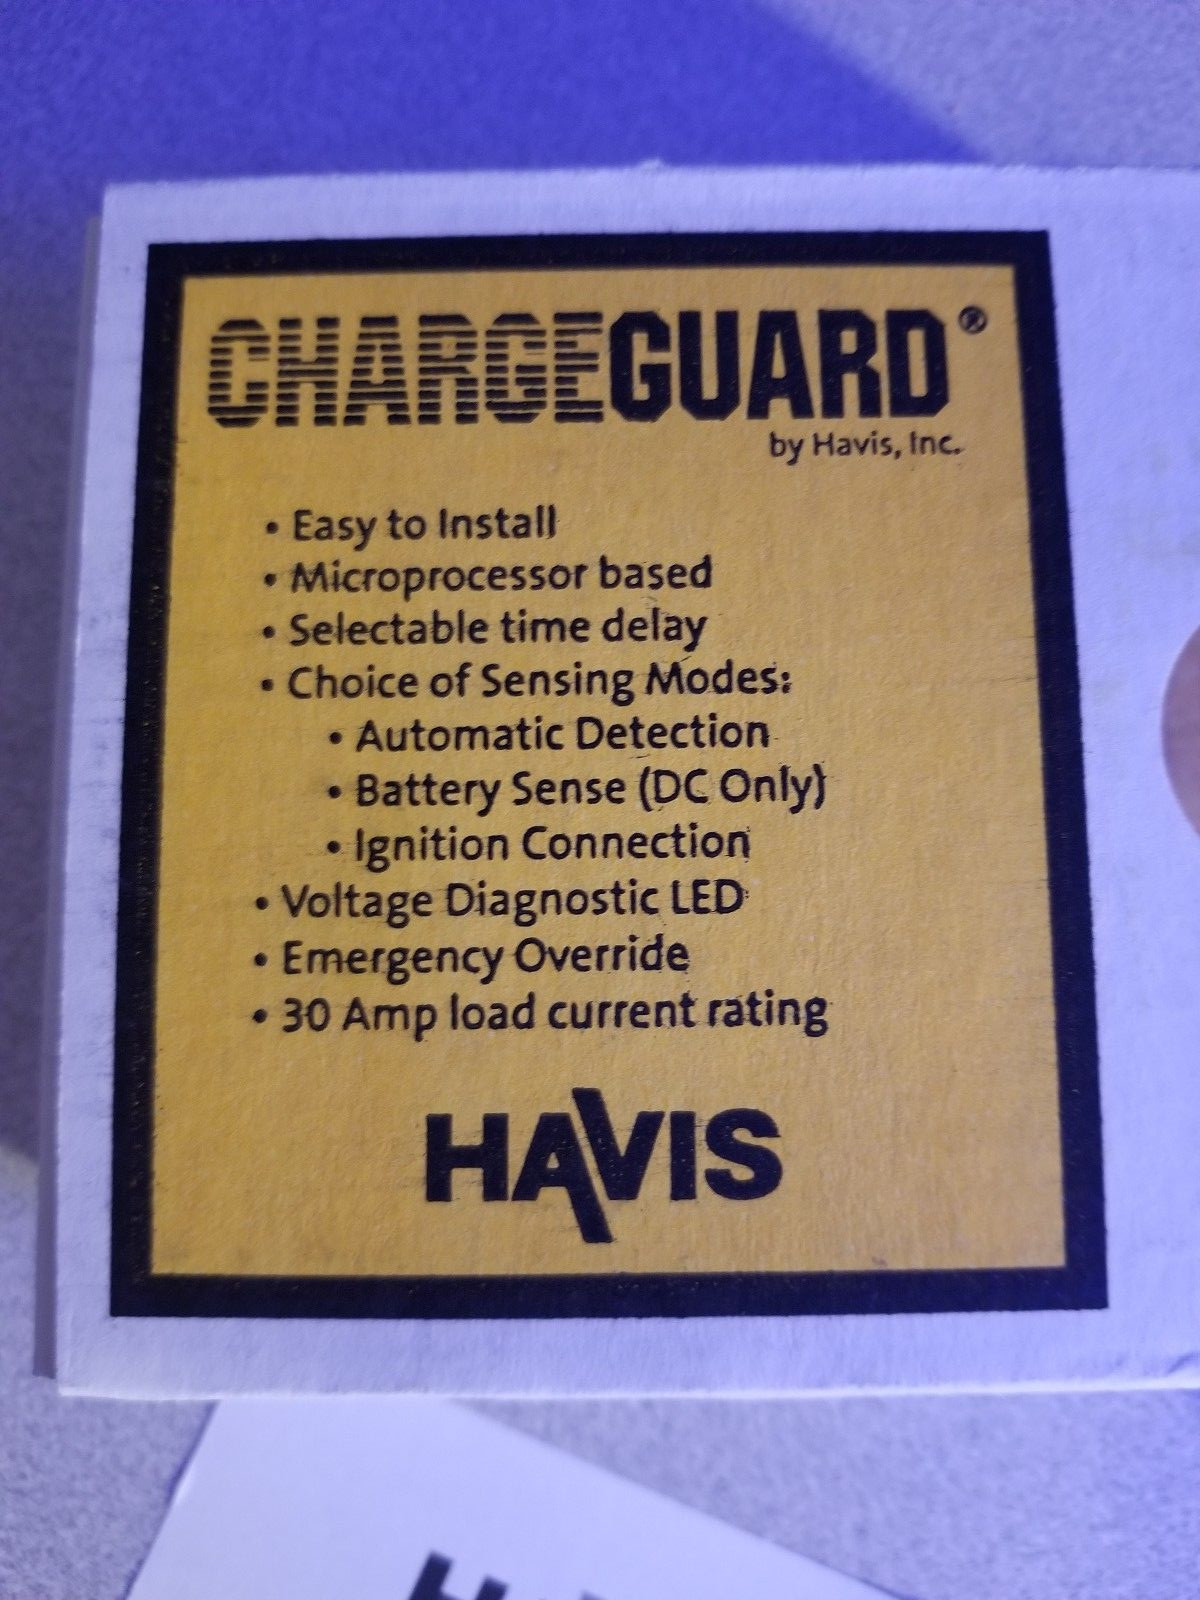 CHARGEGUARD®
by Havis, Inc.
• Easy to Install
• Microprocessor based
• Selectable time delay
• Choice of Sensing Modes:
• Automatic Detection
• Battery Sense (DC Only)
• Ignition Connection
• Voltage Diagnostic LED
• Emergency Override
• 30 Amp load current rating
HAVIS